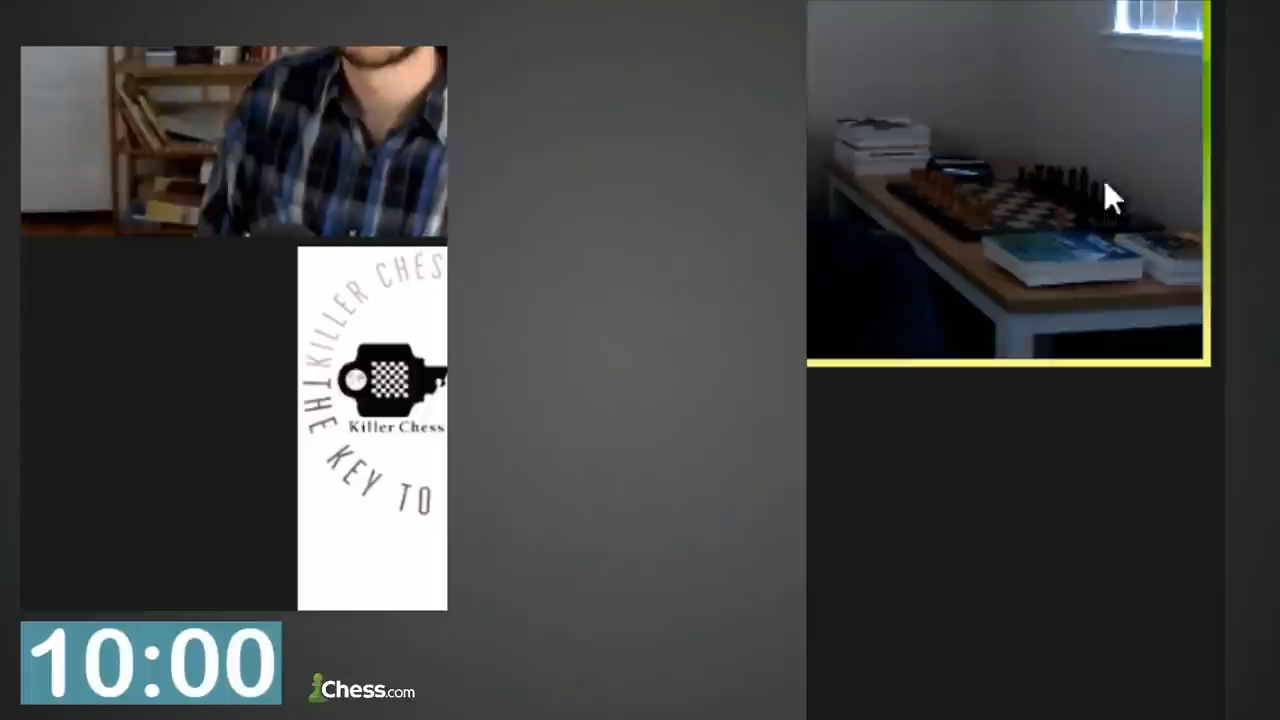 KILLER CHES
THE
KEY TO
Killer Chess
10:00
Chess.com